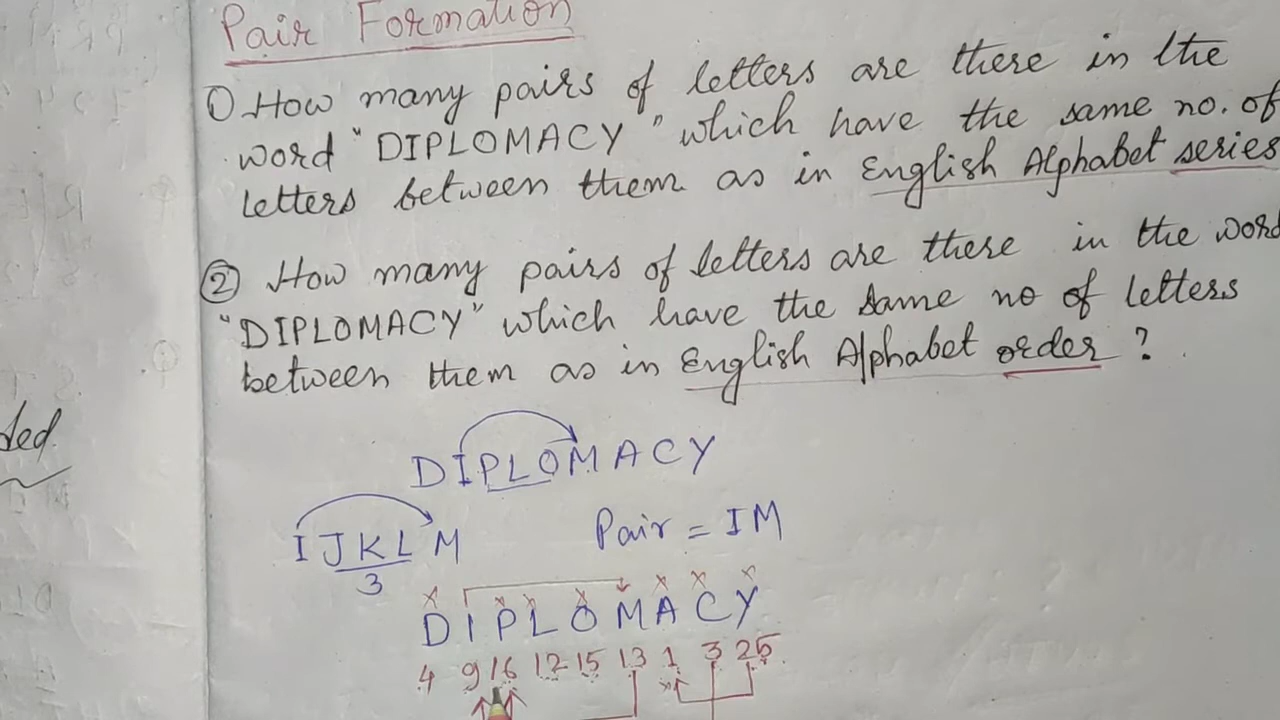 Pair Formation
① How many pairs of letters are there in the
word "DIPLOMACY" which have the same no. of
letters between them as in English Alphabet series
② How many pairs of letters are there in the word
"DIPLOMACY" which have the same no of letters
between them as in English Alphabet order ?
DIPLOMACY
IJKLM
3
Pair = IM
DIPLOMACY
4 9 16 12 15 13 1 3 25